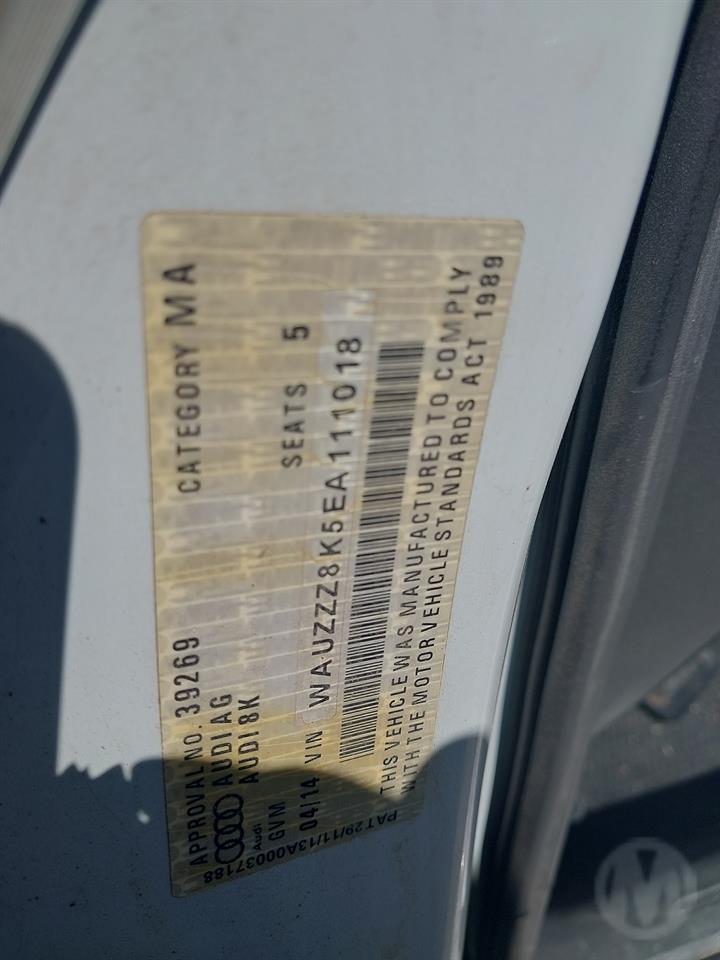 APPROVAL NO. 39269 CATEGORY MA
AUDI AG
AUDI 8K
Audi
GVM SEATS 5
04/14 VIN WAUZZZ8K5EA111018
THIS VEHICLE WAS MANUFACTURED TO COMPLY
WITH THE MOTOR VEHICLE STANDARDS ACT 1989
PAT29/11/13A00037188
M